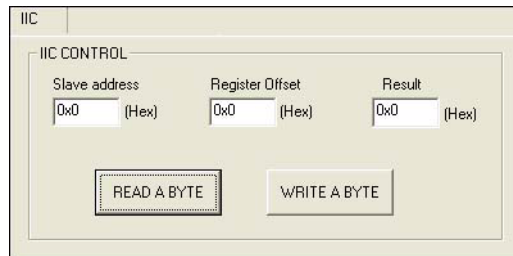 IIC
IIC CONTROL
Slave address Register Offset Result
0x0 (Hex) 0x0 (Hex) 0x0 (Hex)
READ A BYTE WRITE A BYTE